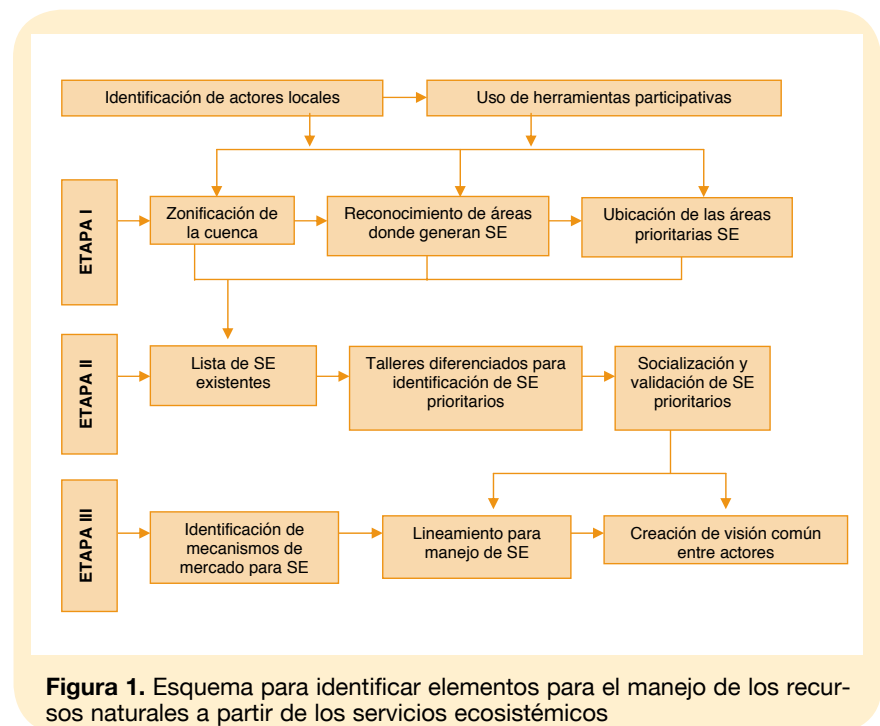 Identificación de actores locales
Uso de herramientas participativas
ETAPA I
Zonificación de
la cuenca
Reconocimiento de áreas
donde generan SE
Ubicación de las áreas
prioritarias SE
ETAPA II
Lista de SE
existentes
Talleres diferenciados para
identificación de SE
prioritarios
Socialización y
validación de SE
prioritarios
ETAPA III
Identificación de
mecanismos de
mercado para SE
Lineamiento para
manejo de SE
Creación de visión común
entre actores
Figura 1. Esquema para identificar elementos para el manejo de los recur-
sos naturales a partir de los servicios ecosistémicos